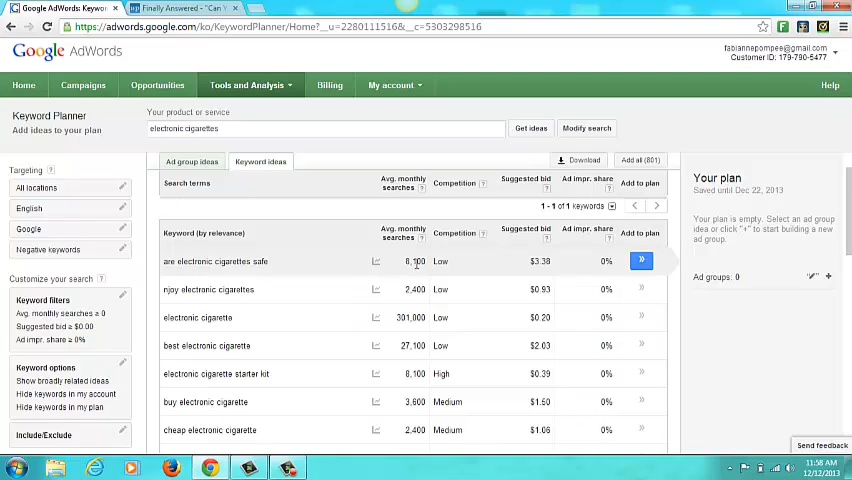 Google AdWords: Keywor
Finally Answered - "Can Y
https://adwords.google.com/ko/KeywordPlanner/Home?__u=2280111516&__c=5303298516
Google AdWords
fabiannepompee@gmail.com
Customer ID: 179-790-5477
Home
Campaigns
Opportunities
Tools and Analysis
Billing
My account
Help
Keyword Planner
Add ideas to your plan
Your product or service
electronic cigarettes
Get ideas
Modify search
Targeting ?
All locations
English
Google
Negative keywords
Customize your search ?
Keyword filters
Avg. monthly searches ≥ 0
Suggested bid ≥ $0.00
Ad impr. share ≥ 0%
Keyword options
Show broadly related ideas
Hide keywords in my account
Hide keywords in my plan
Include/Exclude
Ad group ideas
Keyword ideas
Download
Add all (801)
Search terms
Avg. monthly searches ?
Competition ?
Suggested bid ?
Ad impr. share ?
Add to plan
1 - 1 of 1 keywords
Keyword (by relevance)
Avg. monthly searches ?
Competition ?
Suggested bid ?
Ad impr. share ?
Add to plan
are electronic cigarettes safe 8,100 Low $3.38 0% »
njoy electronic cigarettes 2,400 Low $0.93 0% »
electronic cigarette 301,000 Low $0.20 0% »
best electronic cigarette 27,100 Low $2.03 0% »
electronic cigarette starter kit 8,100 High $0.39 0% »
buy electronic cigarette 3,600 Medium $1.50 0% »
cheap electronic cigarette 2,400 Medium $1.06 0% »
Your plan
Saved until Dec 22, 2013
Your plan is empty. Select an ad group
idea or click "+" to start building a new
ad group.
Ad groups: 0
Send feedback
11:58 AM
12/12/2013